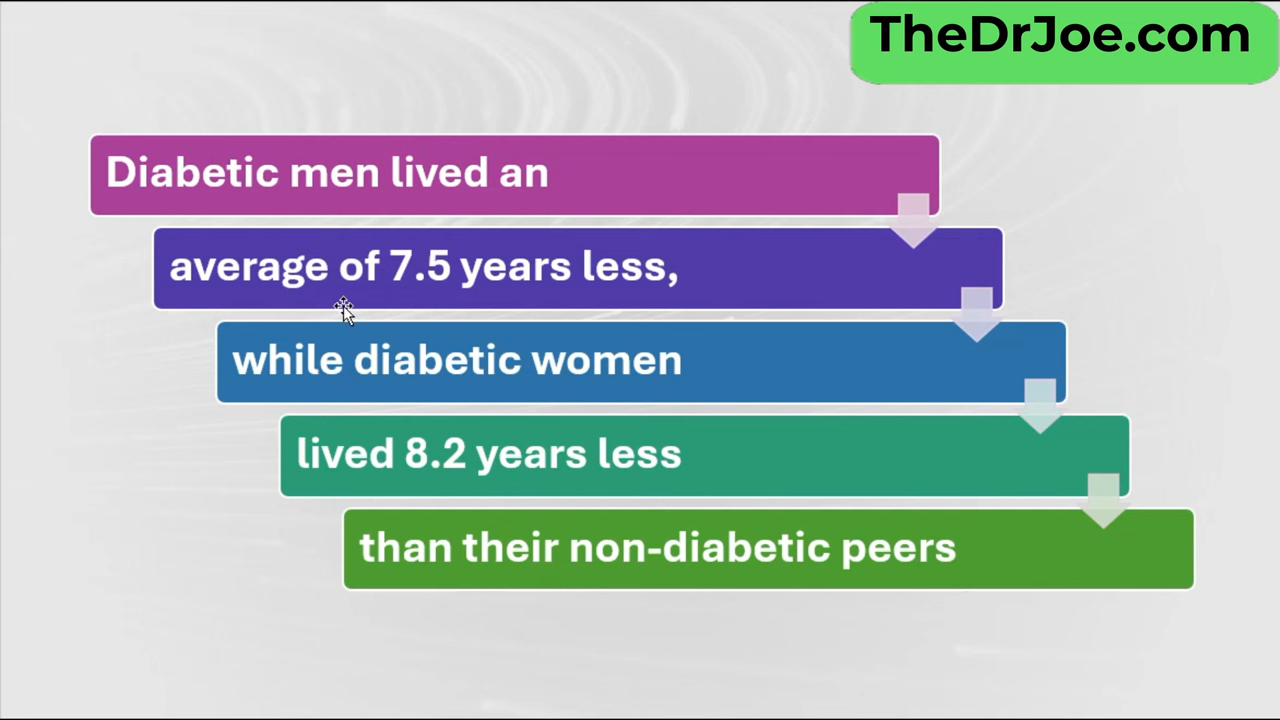 TheDrJoe.com
Diabetic men lived an
average of 7.5 years less,
while diabetic women
lived 8.2 years less
than their non-diabetic peers